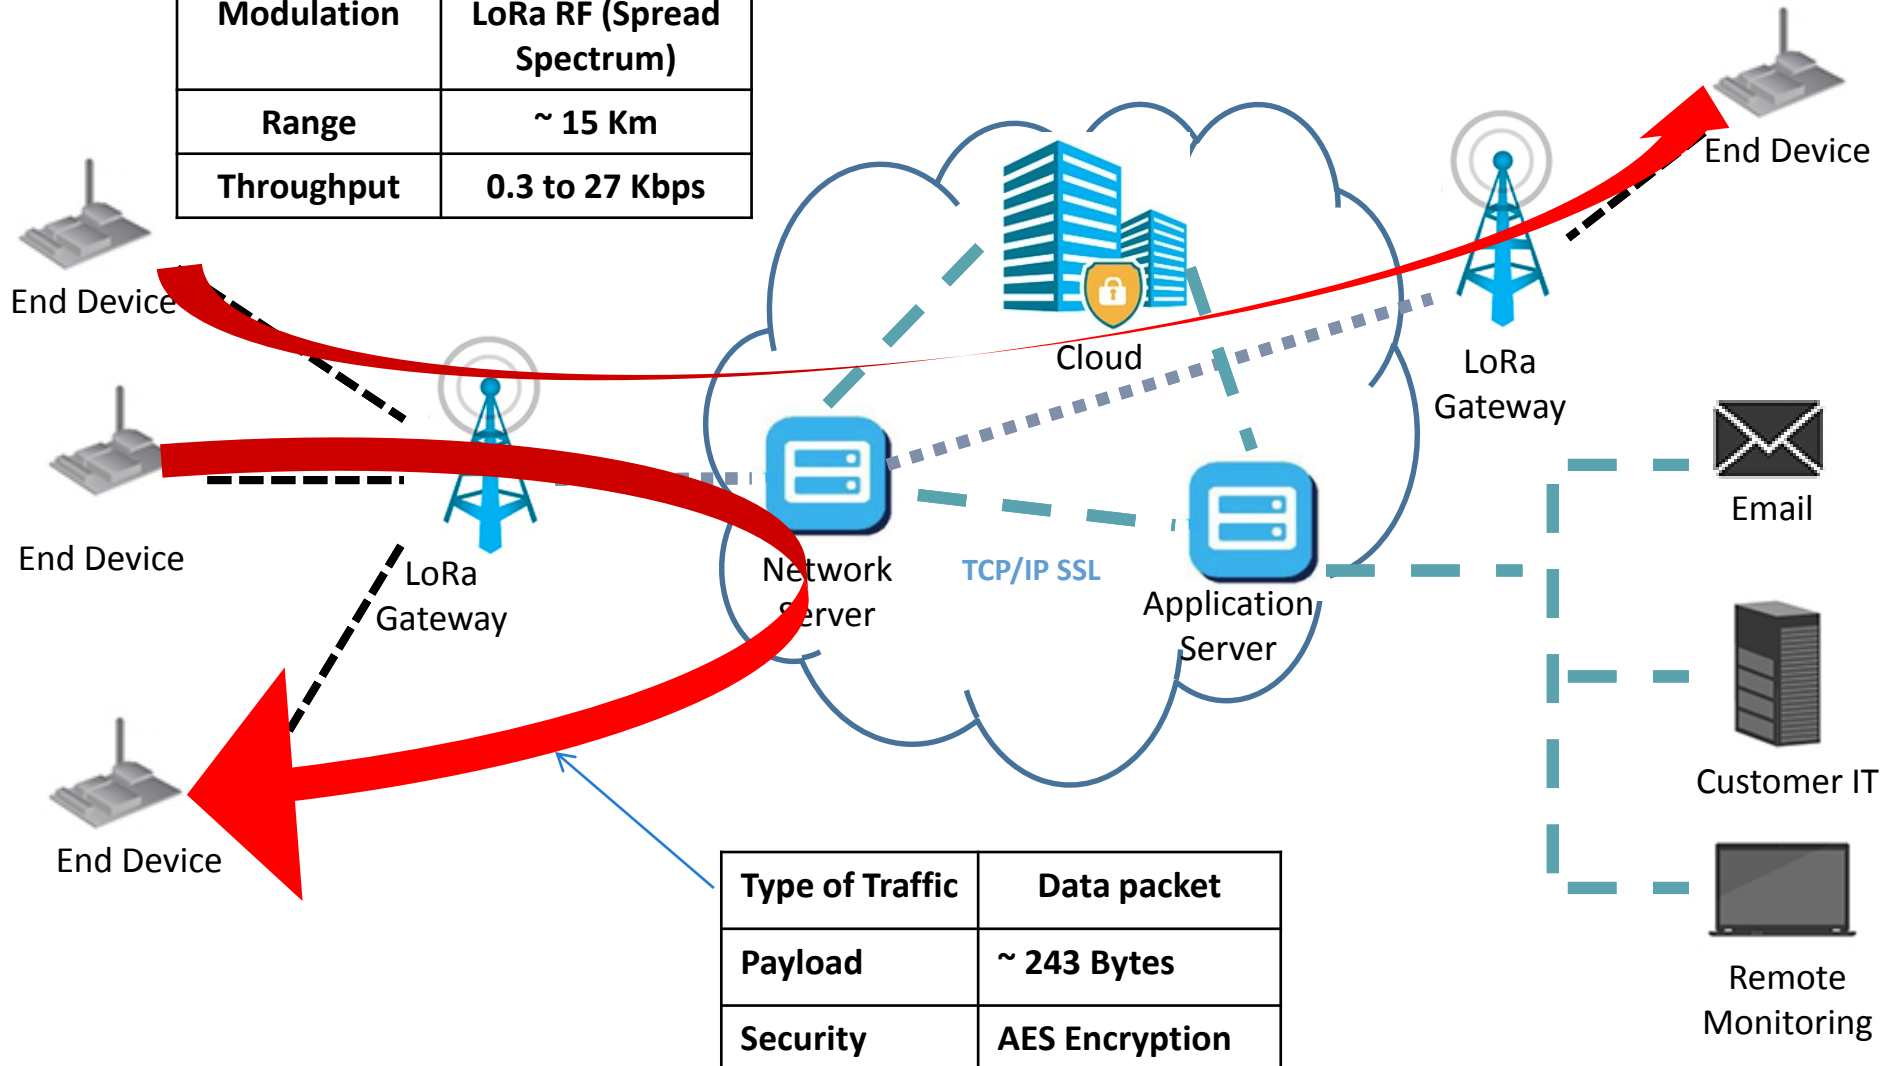 Modulation
LoRa RF (Spread
Spectrum)
Range
~ 15 Km
Throughput
0.3 to 27 Kbps
End Device
End Device
Cloud
LoRa
Gateway
Email
End Device
LoRa
Gateway
Network
Server
TCP/IP SSL
Application
Server
Customer IT
End Device
Type of Traffic
Data packet
Payload
~ 243 Bytes
Security
AES Encryption
Remote
Monitoring